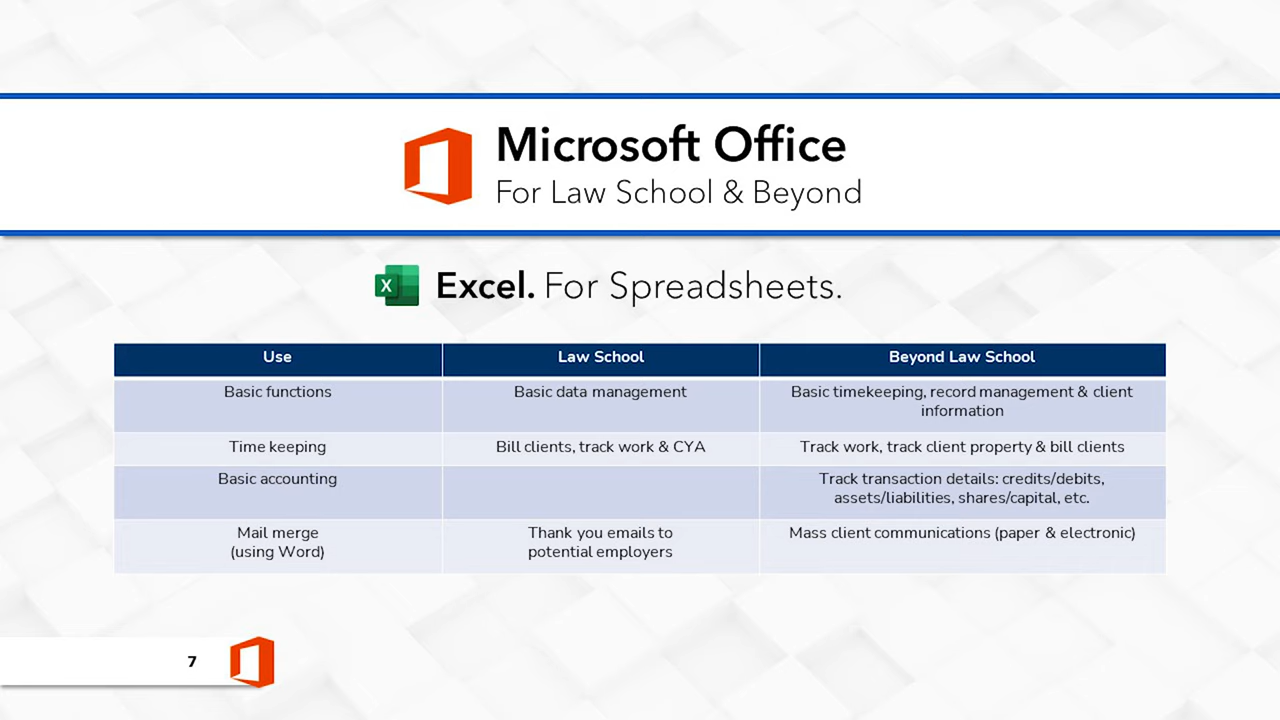 Microsoft Office
For Law School & Beyond
X
Excel. For Spreadsheets.
Use
Law School
Beyond Law School
Basic functions
Basic data management
Basic timekeeping, record management & client
information
Time keeping
Bill clients, track work & CYA
Track work, track client property & bill clients
Basic accounting
Track transaction details: credits/debits,
assets/liabilities, shares/capital, etc.
Mail merge
(using Word)
Thank you emails to
potential employers
Mass client communications (paper & electronic)
7